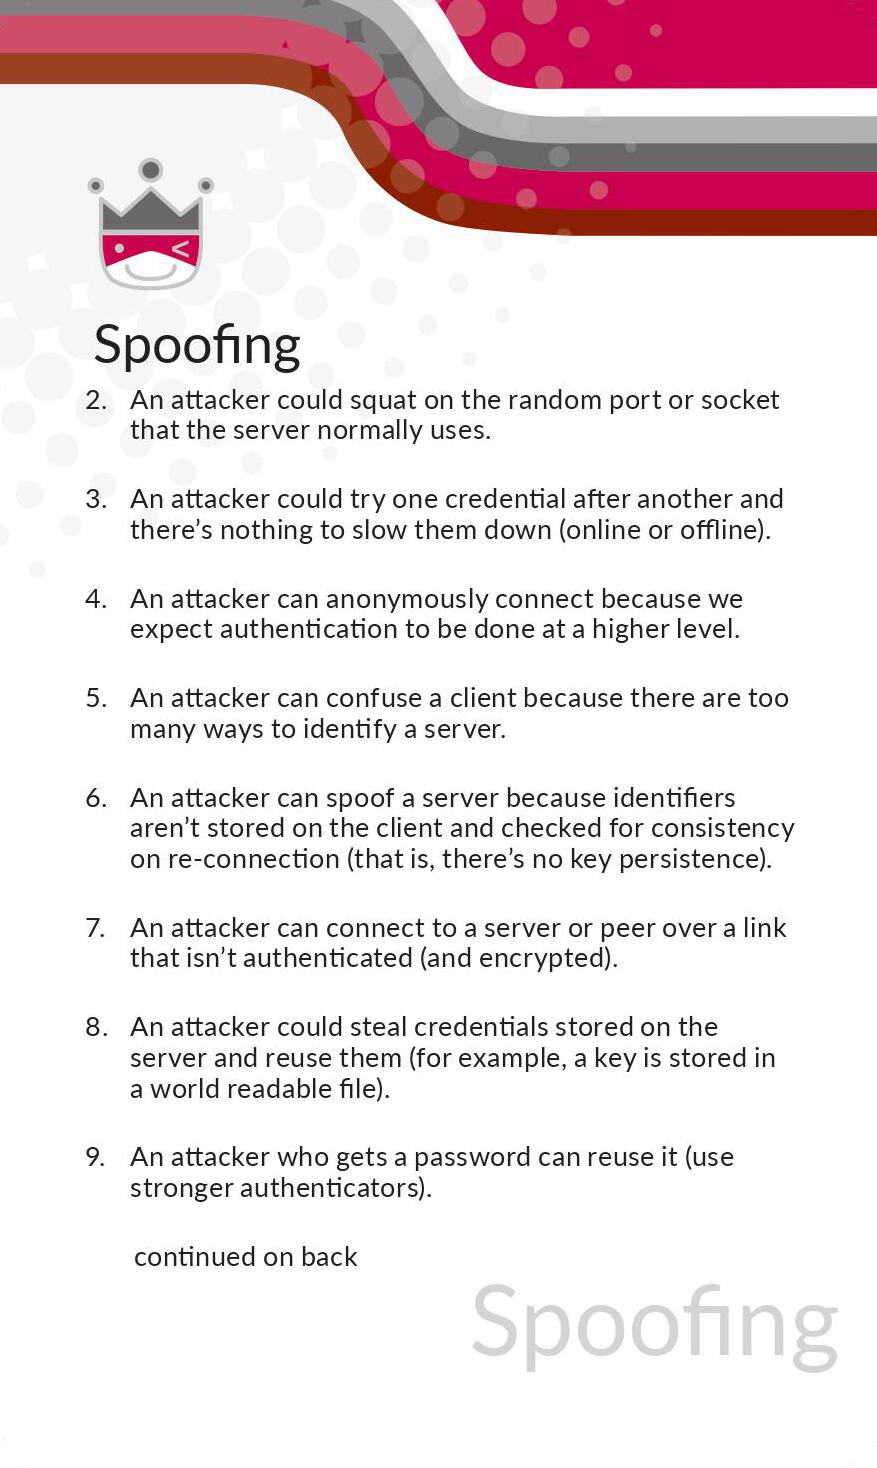 Spoofing
2. An attacker could squat on the random port or socket
that the server normally uses.
3. An attacker could try one credential after another and
there's nothing to slow them down (online or offline).
4. An attacker can anonymously connect because we
expect authentication to be done at a higher level.
5. An attacker can confuse a client because there are too
many ways to identify a server.
6. An attacker can spoof a server because identifiers
aren't stored on the client and checked for consistency
on re-connection (that is, there's no key persistence).
7. An attacker can connect to a server or peer over a link
that isn't authenticated (and encrypted).
8. An attacker could steal credentials stored on the
server and reuse them (for example, a key is stored in
a world readable file).
9. An attacker who gets a password can reuse it (use
stronger authenticators).
continued on back
Spoofing